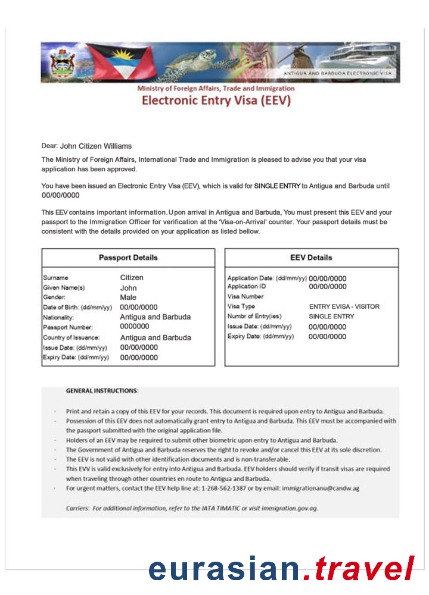 ANTIGUA AND BARBUDA ELECTRONIC VISA
Ministry of Foreign Affairs, Trade and Immigration
Electronic Entry Visa (EEV)
Dear: John Citizen Williams
The Ministry of Foreign Affairs, International Trade and Immigration is pleased to advise you that your visa
application has been approved.
You have been issued an Electronic Entry Visa (EEV), which is valid for SINGLE ENTRY to Antigua and Barbuda until
00/00/0000
This EEV contains important information. Upon arrival in Antigua and Barbuda, You must present this EEV and your
passport to the Immigration Officer for verification at the 'Visa-on-Arrival' counter. Your passport details must be
consistent with the details provided on your application as listed below.
Passport Details
Surname Citizen
Given Name(s) John
Gender: Male
Date of Birth: (dd/mm/yy) 00/00/0000
Nationality: Antigua and Barbuda
Passport Number: 0000000
Country of Issuance: Antigua and Barbuda
Issue Date: (dd/mm/yy) 00/00/0000
Expiry Date: (dd/mm/yy) 00/00/0000
EEV Details
Application Date: (dd/mm/yy) 00/00/0000
Application ID 00/00/0000
Visa Number
Visa Type ENTRY EVISA - VISITOR
Numbr of Entry(ies) SINGLE ENTRY
Issue Date: (dd/mm/yy) 00/00/0000
Expiry Date: (dd/mm/yy) 00/00/0000
GENERAL INSTRUCTIONS:
- Print and retain a copy of this EEV for your records. This document is required upon entry to Antigua and Barbuda.
- Possession of this EEV does not automatically grant entry to Antigua and Barbuda. This EEV must be accompanied with
the passport submitted with the original application file.
- Holders of an EEV may be required to submit other biometric upon entry to Antigua and Barbuda.
- The Government of Antigua and Barbuda reserves the right to revoke and/or cancel this EEV at its sole discretion.
- The EEV is not valid with other identification documents and is non-transferable.
- This EVV is valid exclusively for entry into Antigua and Barbuda. EEV holders should verify if transit visas are required
when traveling through other countries en route to Antigua and Barbuda.
- For urgent matters, contact the EEV help line at: 1-268-562-1387 or by email: immigrationanu@candw.ag
Carriers: For additional information, refer to the IATA TIMATIC or visit immigration.gov.ag.
eurasian.travel